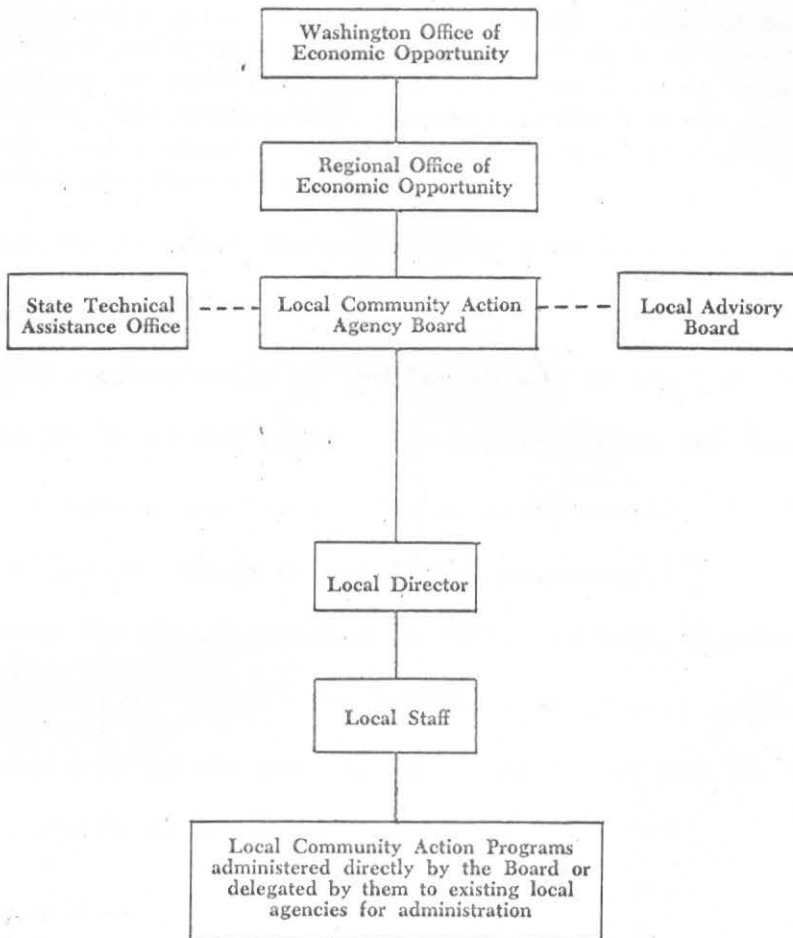 Washington Office of
Economic Opportunity
Regional Office of
Economic Opportunity
State Technical
Assistance Office
Local Community Action
Agency Board
Local Advisory
Board
Local Director
Local Staff
Local Community Action Programs
administered directly by the Board or
delegated by them to existing local
agencies for administration